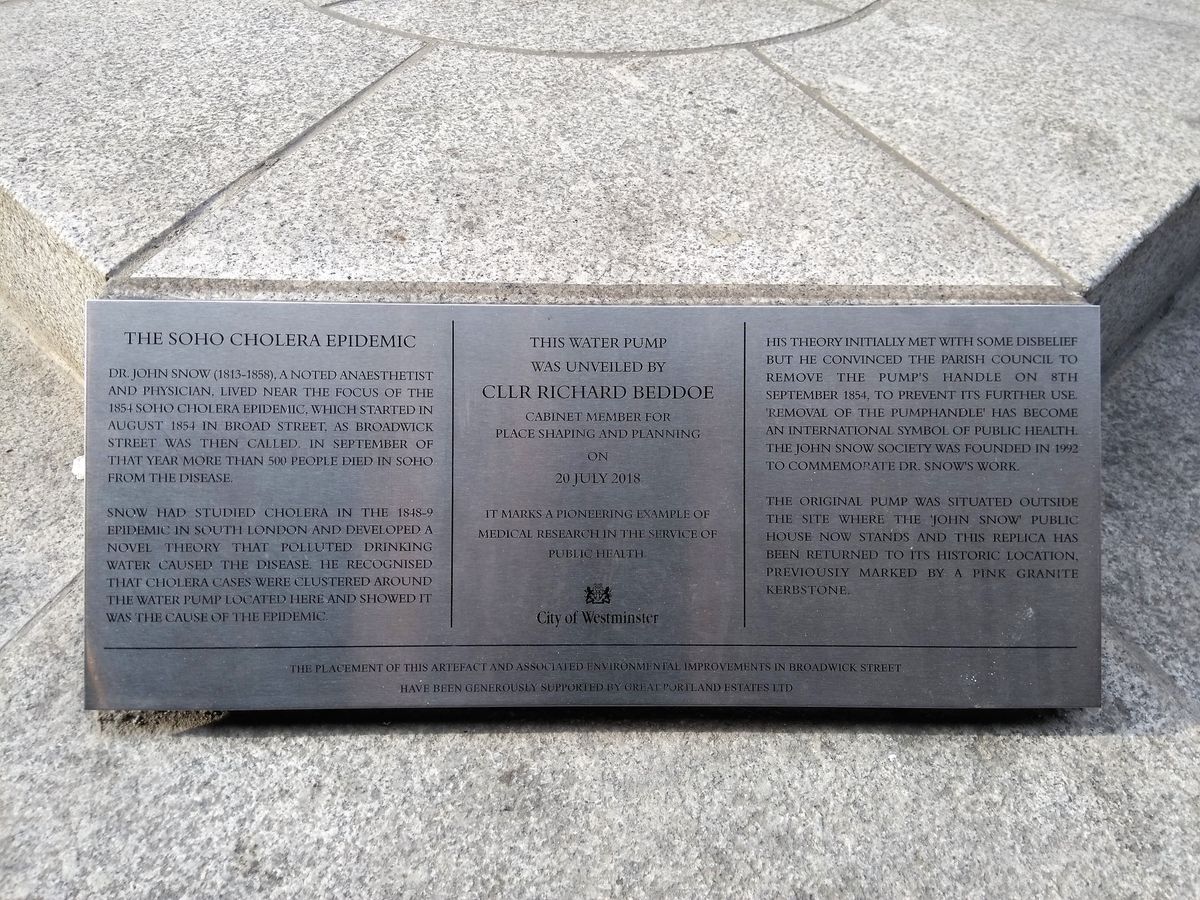 THE SOHO CHOLERA EPIDEMIC
DR. JOHN SNOW (1813-1858), A NOTED ANAESTHETIST
AND PHYSICIAN, LIVED NEAR THE FOCUS OF THE
1854 SOHO CHOLERA EPIDEMIC, WHICH STARTED IN
AUGUST 1854 IN BROAD STREET, AS BROADWICK
STREET WAS THEN CALLED. IN SEPTEMBER OF
THAT YEAR MORE THAN 500 PEOPLE DIED IN SOHO
FROM THE DISEASE.
SNOW HAD STUDIED CHOLERA IN THE 1848-9
EPIDEMIC IN SOUTH LONDON AND DEVELOPED A
NOVEL THEORY THAT POLLUTED DRINKING
WATER CAUSED THE DISEASE. HE RECOGNISED
THAT CHOLERA CASES WERE CLUSTERED AROUND
THE WATER PUMP LOCATED HERE AND SHOWED IT
WAS THE CAUSE OF THE EPIDEMIC.
THIS WATER PUMP
WAS UNVEILED BY
CLLR RICHARD BEDDOE
CABINET MEMBER FOR
PLACE SHAPING AND PLANNING
ON
20 JULY 2018
IT MARKS A PIONEERING EXAMPLE OF
MEDICAL RESEARCH IN THE SERVICE OF
PUBLIC HEALTH
City of Westminster
HIS THEORY INITIALLY MET WITH SOME DISBELIEF
BUT HE CONVINCED THE PARISH COUNCIL TO
REMOVE THE PUMP'S HANDLE ON 8TH
SEPTEMBER 1854, TO PREVENT ITS FURTHER USE.
'REMOVAL OF THE PUMPHANDLE' HAS BECOME
AN INTERNATIONAL SYMBOL OF PUBLIC HEALTH.
THE JOHN SNOW SOCIETY WAS FOUNDED IN 1992
TO COMMEMORATE DR. SNOW'S WORK.
THE ORIGINAL PUMP WAS SITUATED OUTSIDE
THE SITE WHERE THE 'JOHN SNOW' PUBLIC
HOUSE NOW STANDS AND THIS REPLICA HAS
BEEN RETURNED TO ITS HISTORIC LOCATION,
PREVIOUSLY MARKED BY A PINK GRANITE
KERBSTONE.
THE PLACEMENT OF THIS ARTEFACT AND ASSOCIATED ENVIRONMENTAL IMPROVEMENTS IN BROADWICK STREET
HAVE BEEN GENEROUSLY SUPPORTED BY GREAT PORTLAND ESTATES LTD